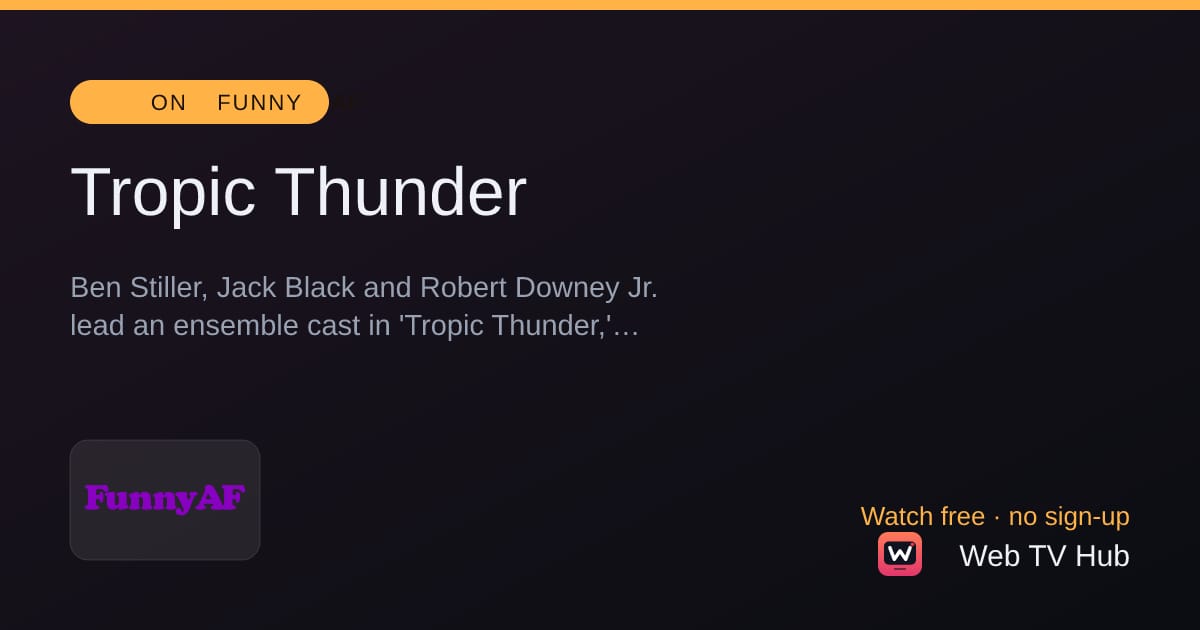 ON FUNNY
Tropic Thunder
Ben Stiller, Jack Black and Robert Downey Jr.
lead an ensemble cast in 'Tropic Thunder,'…
FunnyAF
Watch free · no sign-up
W
Web TV Hub